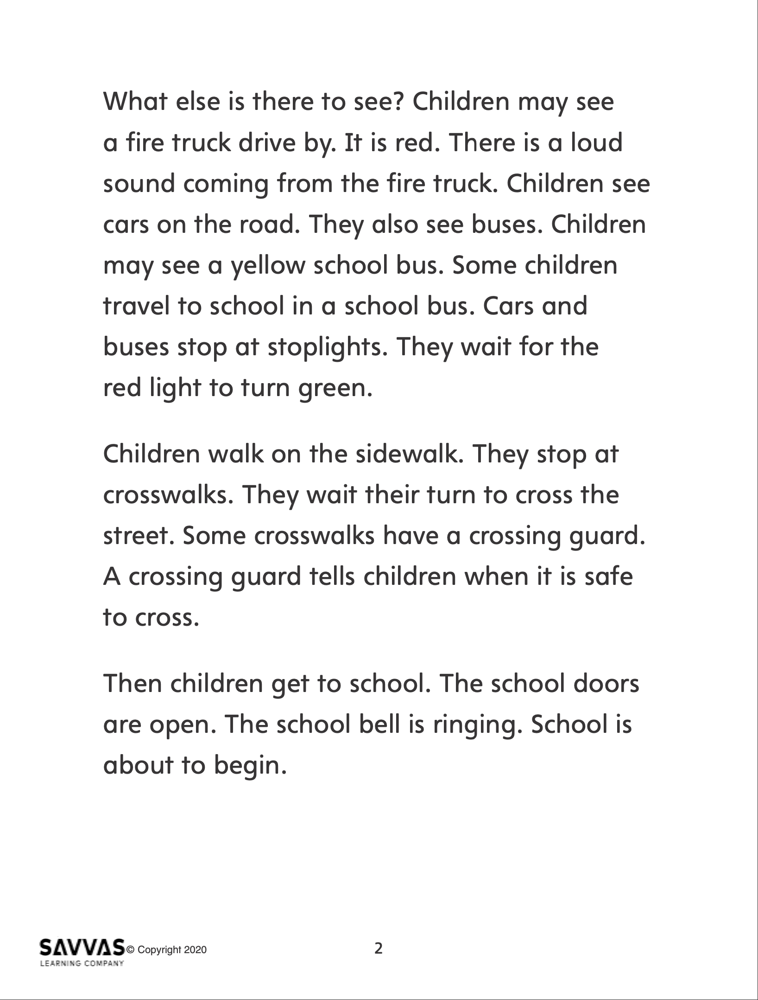 What else is there to see? Children may see
a fire truck drive by. It is red. There is a loud
sound coming from the fire truck. Children see
cars on the road. They also see buses. Children
may see a yellow school bus. Some children
travel to school in a school bus. Cars and
buses stop at stoplights. They wait for the
red light to turn green.
Children walk on the sidewalk. They stop at
crosswalks. They wait their turn to cross the
street. Some crosswalks have a crossing guard.
A crossing guard tells children when it is safe
to cross.
Then children get to school. The school doors
are open. The school bell is ringing. School is
about to begin.
SAVVAS © Copyright 2020 2
LEARNING COMPANY